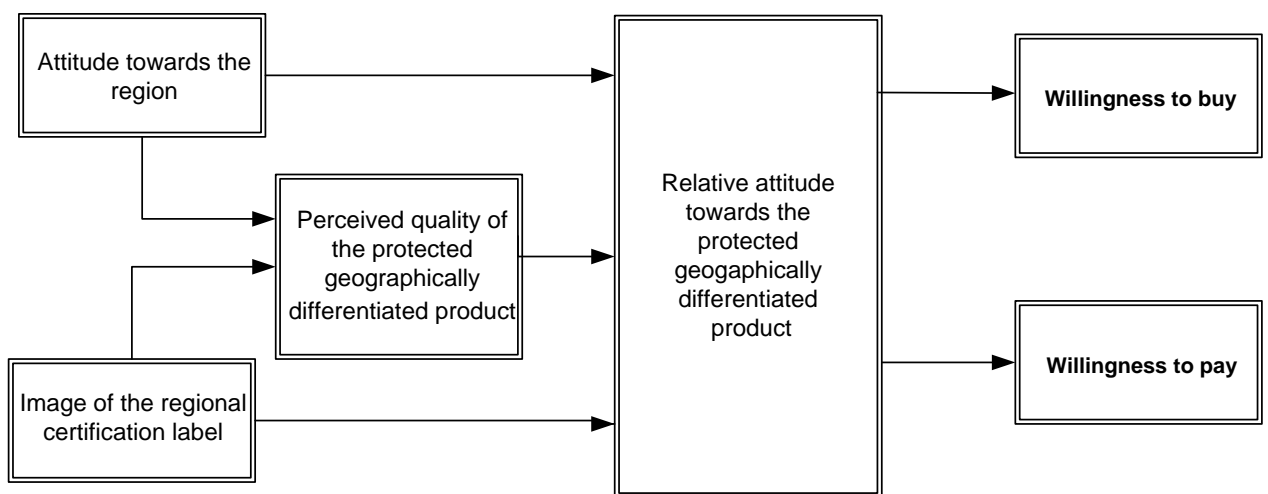 Attitude towards the
region
Perceived quality of
the protected
geographically
differentiated product
Image of the regional
certification label
Relative attitude
towards the
protected
geogaphically
differentiated
product
Willingness to buy
Willingness to pay